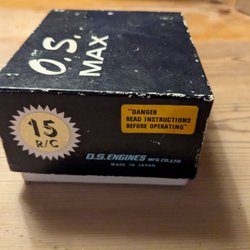 O.S.
MAX
15
R/C
"DANGER
READ INSTRUCTIONS
BEFORE OPERATING"
O.S. ENGINES MFG.CO.,LTD.
MADE IN JAPAN